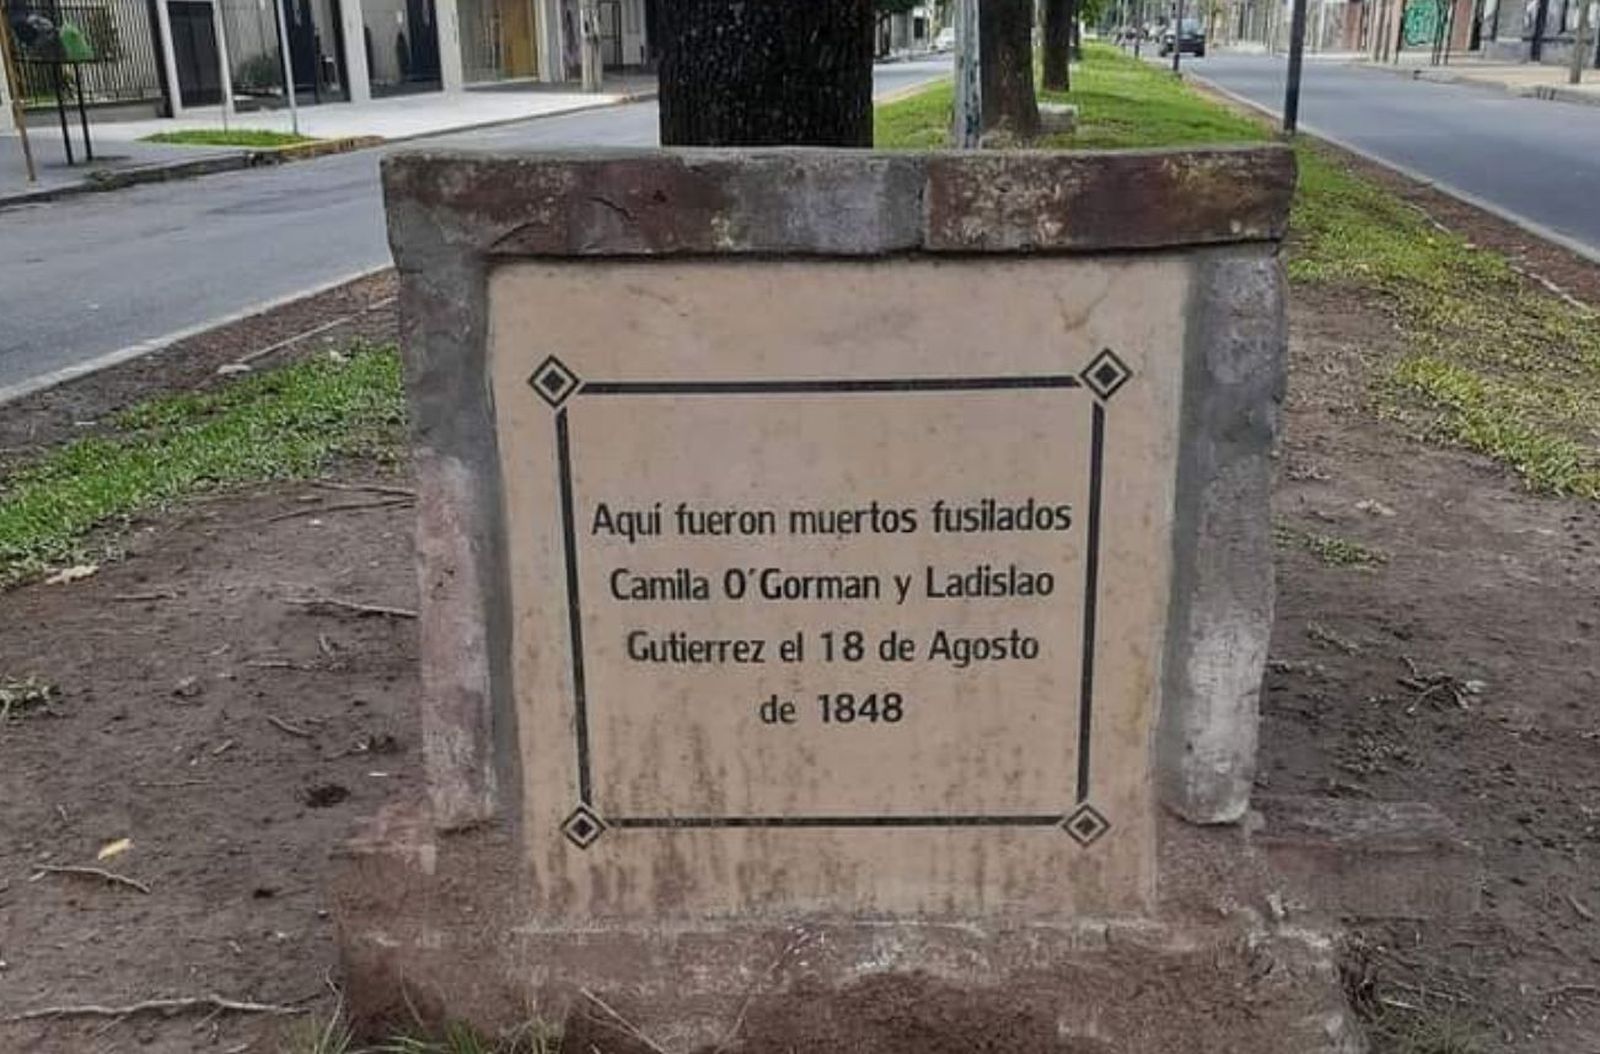 Aquí fueron muertos fusilados
Camila O´Gorman y Ladislao
Gutierrez el 18 de Agosto
de 1848